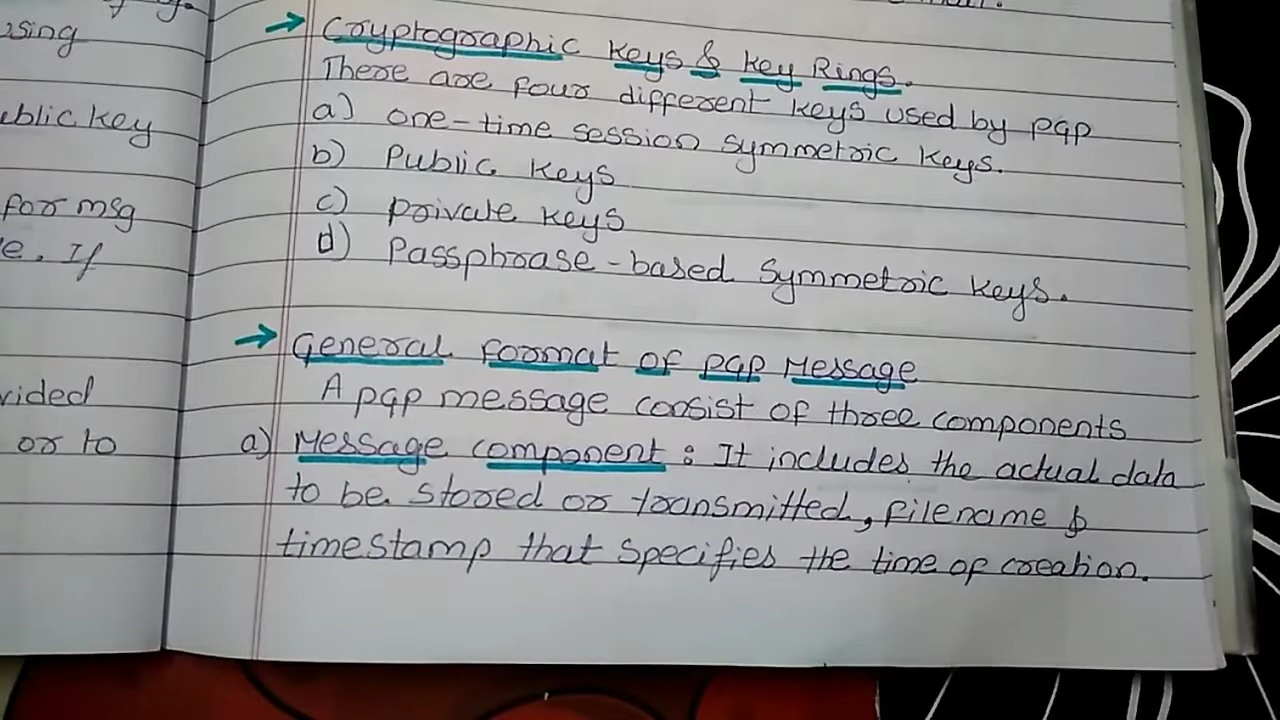 using
ublic key
for msg
e. If
vided
or to
→ Cryptographic Keys & Key Rings.
There are four different keys used by PGP
a) one-time session symmetric keys.
b) Public keys
c) private keys
d) Passphrase-based symmetric keys.
→ General format of PGP Message
A PGP message consist of three components
a) Message component : It includes the actual data
to be stored or transmitted, filename &
timestamp that specifies the time of creation.